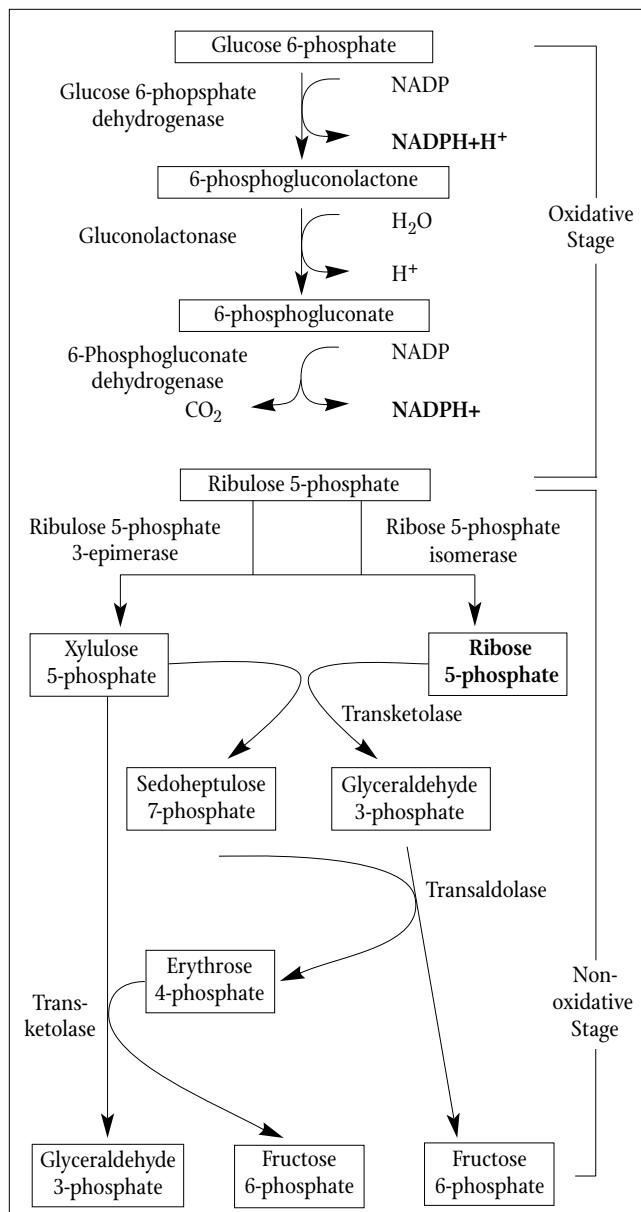 Glucose 6-phosphate
Glucose 6-phopsphate
dehydrogenase
NADP
NADPH+H⁺
6-phosphogluconolactone
Gluconolactonase
H₂O
H⁺
Oxidative
Stage
6-phosphogluconate
6-Phosphogluconate
dehydrogenase
NADP
CO₂
NADPH+
Ribulose 5-phosphate
Ribulose 5-phosphate
3-epimerase
Ribose 5-phosphate
isomerase
Xylulose
5-phosphate
Ribose
5-phosphate
Transketolase
Sedoheptulose
7-phosphate
Glyceraldehyde
3-phosphate
Transaldolase
Erythrose
4-phosphate
Trans-
ketolase
Non-
oxidative
Stage
Glyceraldehyde
3-phosphate
Fructose
6-phosphate
Fructose
6-phosphate